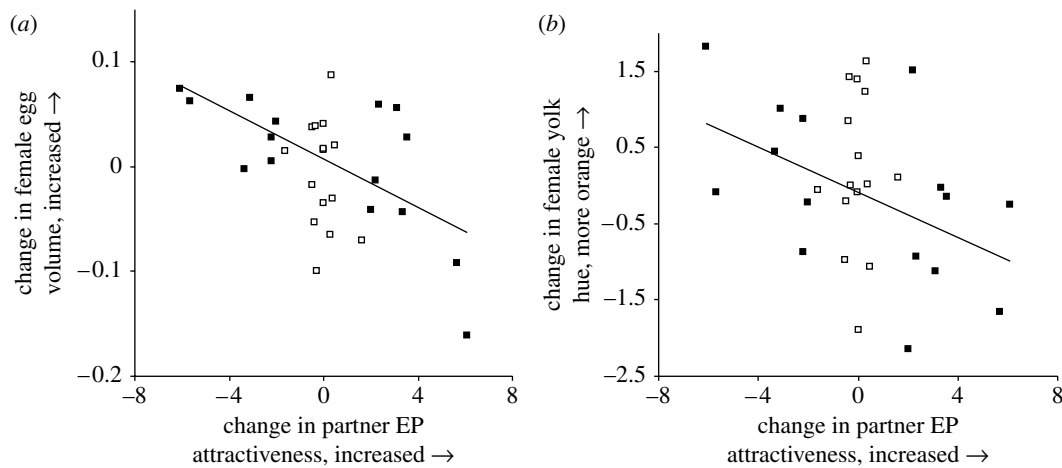 (a)
0.1
0
−0.1
−0.2
change in female egg
volume, increased →
−8
−4
0
4
8
change in partner EP
attractiveness, increased →
(b)
1.5
0.5
−0.5
−1.5
−2.5
change in female yolk
hue, more orange →
−8
−4
0
4
8
change in partner EP
attractiveness, increased →